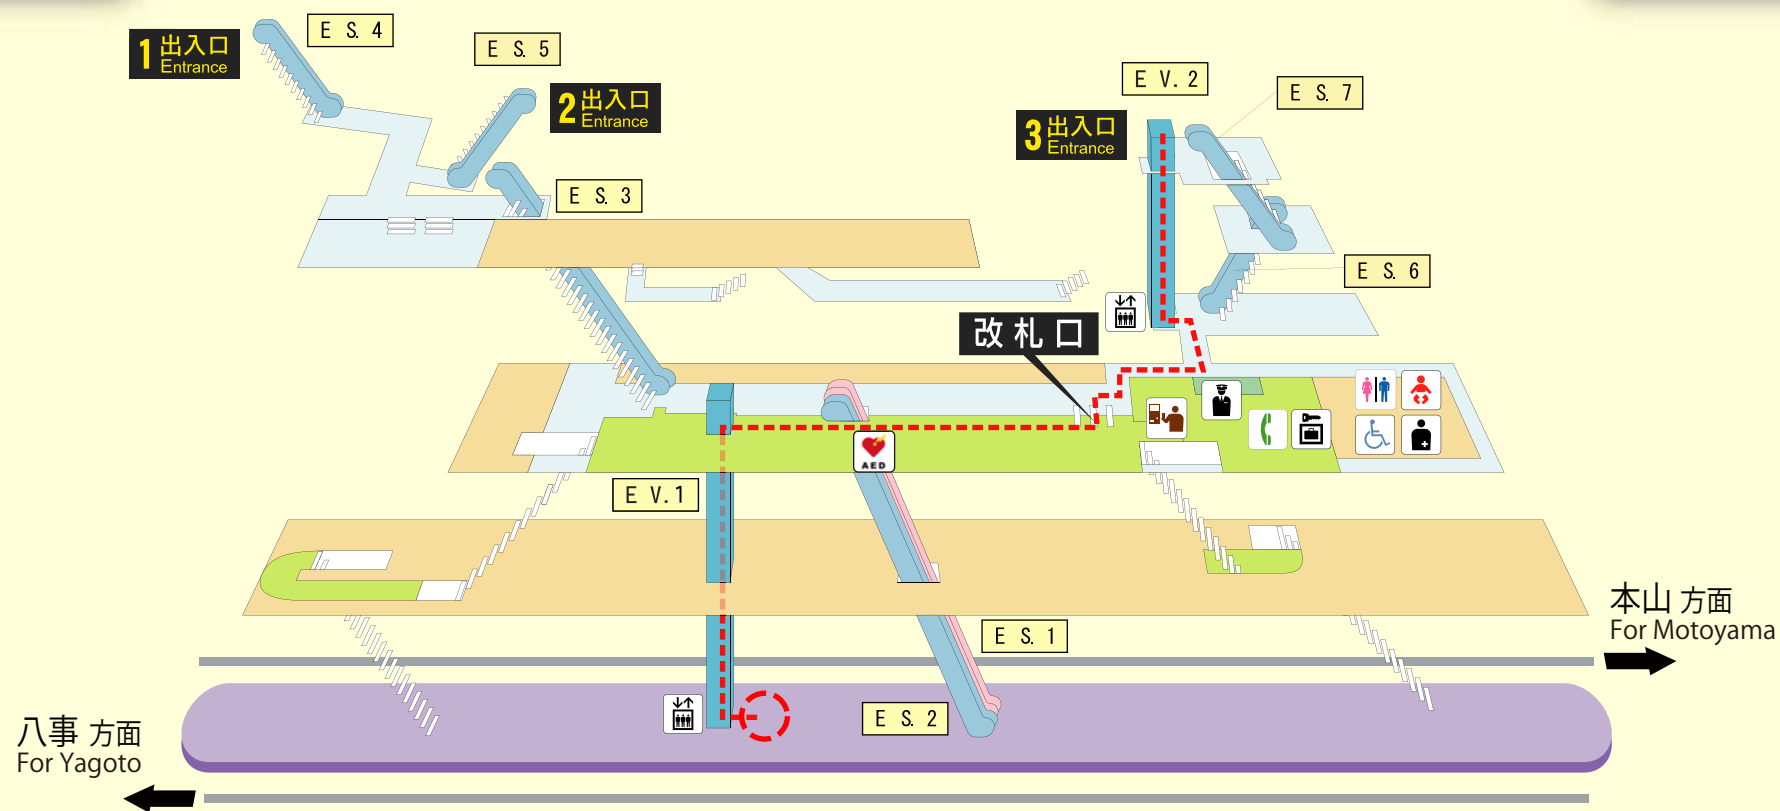 1 出入口
Entrance
E S. 4
E S. 5
2 出入口
Entrance
E V. 2
E S. 7
3 出入口
Entrance
E S. 3
E S. 6
改札口
AED
E V. 1
E S. 1
E S. 2
本山 方面
For Motoyama
八事 方面
For Yagoto